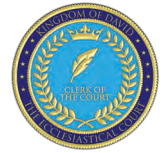 KINGDOM OF DAVID
CLERK OF
THE COURT
THE ECCLESIASTICAL COURT